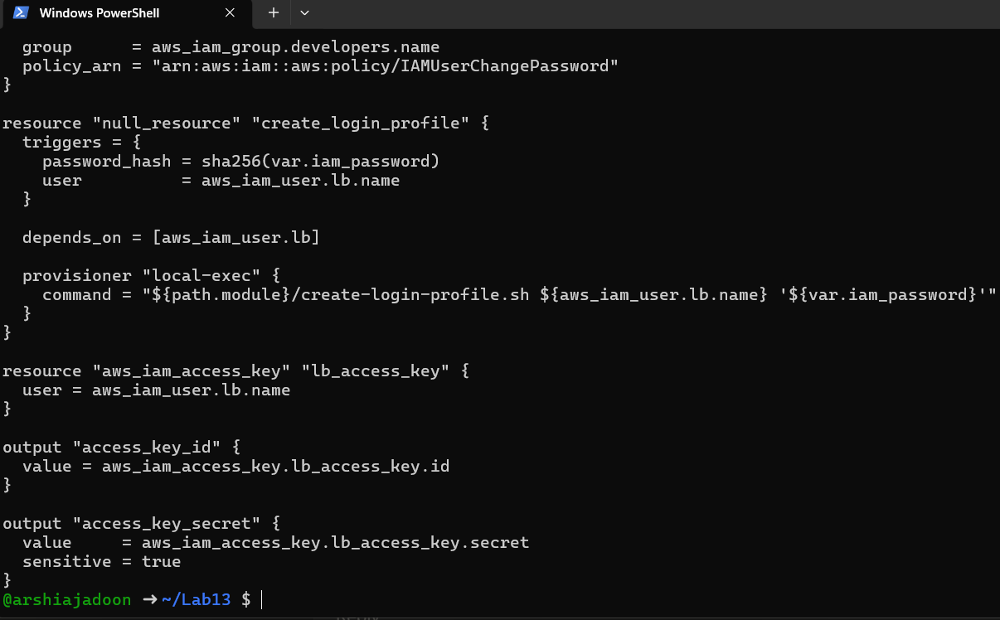 Windows PowerShell
  group      = aws_iam_group.developers.name
  policy_arn = "arn:aws:iam::aws:policy/IAMUserChangePassword"
}

resource "null_resource" "create_login_profile" {
  triggers = {
    password_hash = sha256(var.iam_password)
    user          = aws_iam_user.lb.name
  }

  depends_on = [aws_iam_user.lb]

  provisioner "local-exec" {
    command = "${path.module}/create-login-profile.sh ${aws_iam_user.lb.name} '${var.iam_password}'"
  }
}

resource "aws_iam_access_key" "lb_access_key" {
  user = aws_iam_user.lb.name
}

output "access_key_id" {
  value = aws_iam_access_key.lb_access_key.id
}

output "access_key_secret" {
  value     = aws_iam_access_key.lb_access_key.secret
  sensitive = true
}
@arshiajadoon ➜ ~/Lab13 $